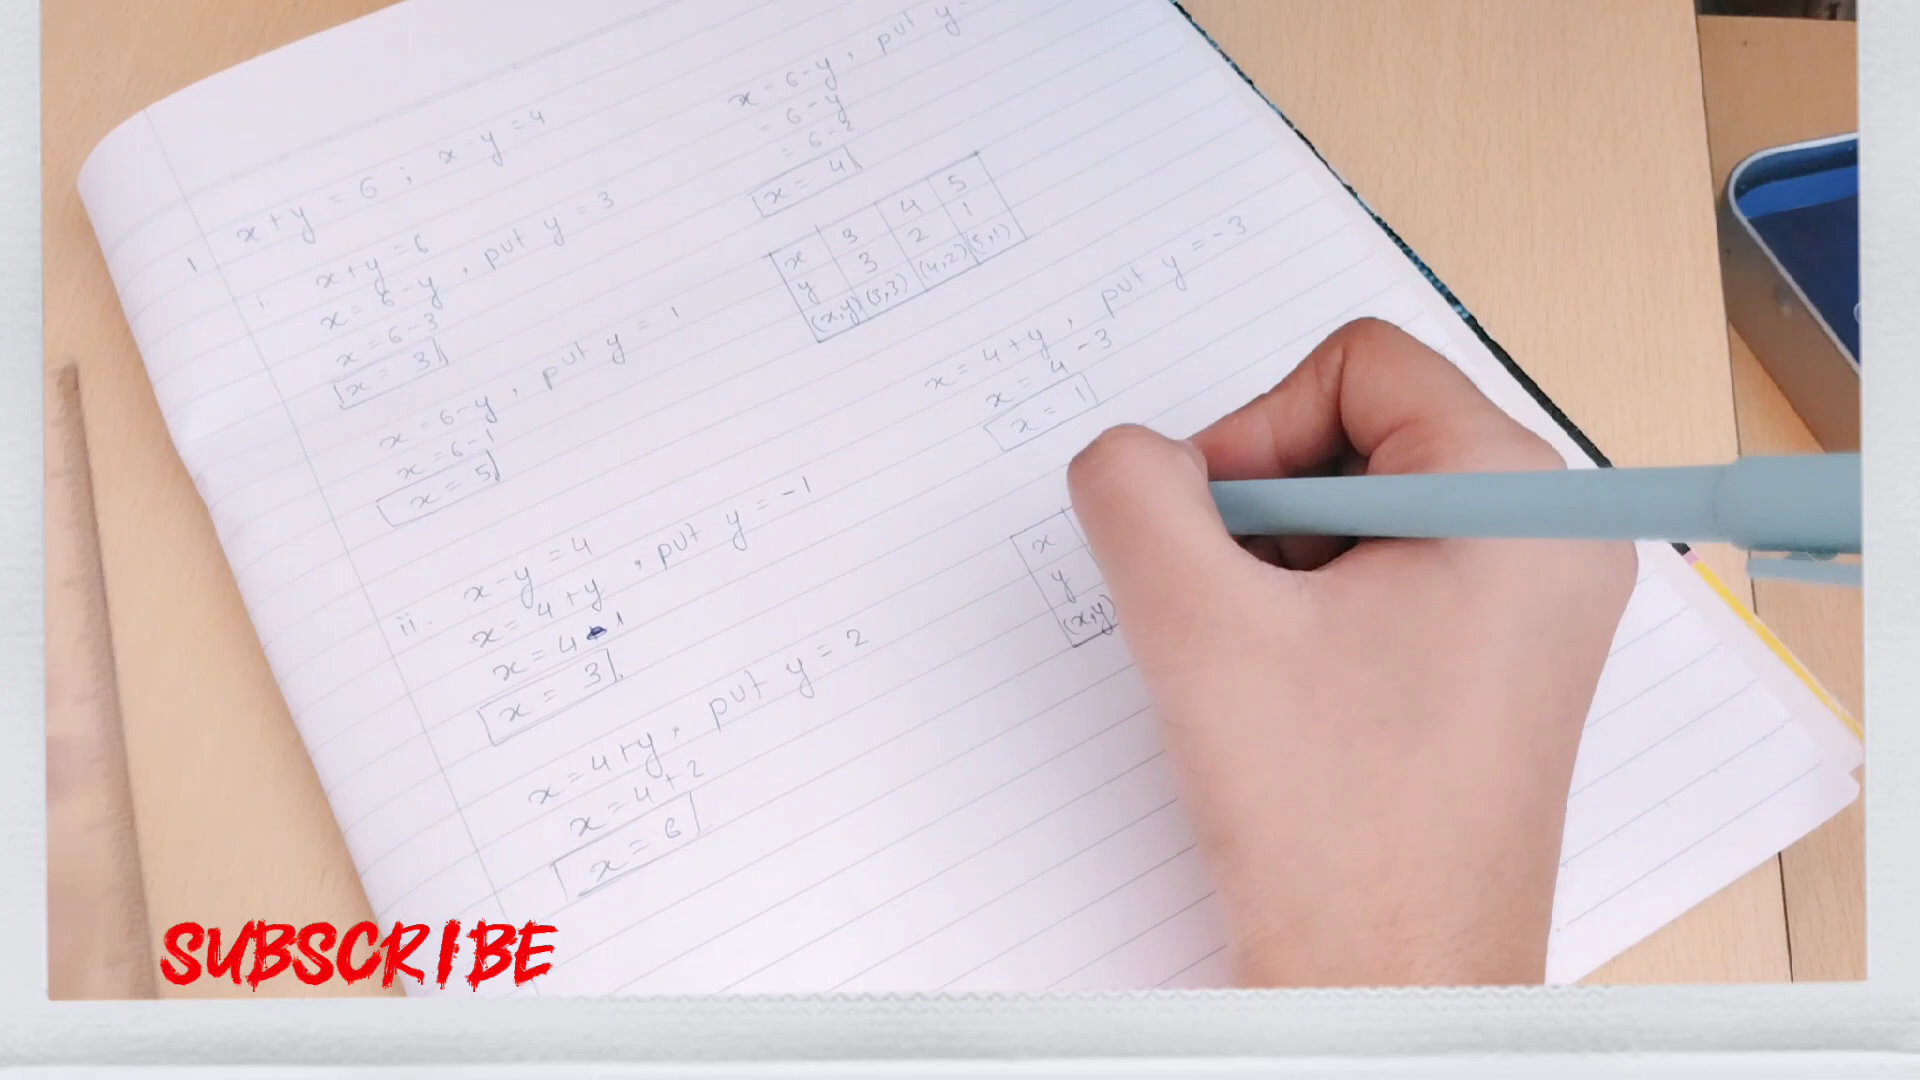 1 x+y = 6 ; x-y = 4
i. x+y = 6
x = 6-y, put y = 3
x = 6-3
x = 3
x = 6-y, put y = 1
x = 6-1
x = 5
x = 6-y, put y
= 6-y
= 6-2
x = 4
x 3 4 5
y 3 2 1
(x,y) (3,3) (4,2) (5,1)
ii. x-y = 4
x = 4+y, put y = -1
x = 4-1
x = 3
x = 4+y, put y = 2
x = 4+2
x = 6
x = 4+y, put y = -3
x = 4-3
x = 1
x
y
(x,y)
SUBSCRIBE